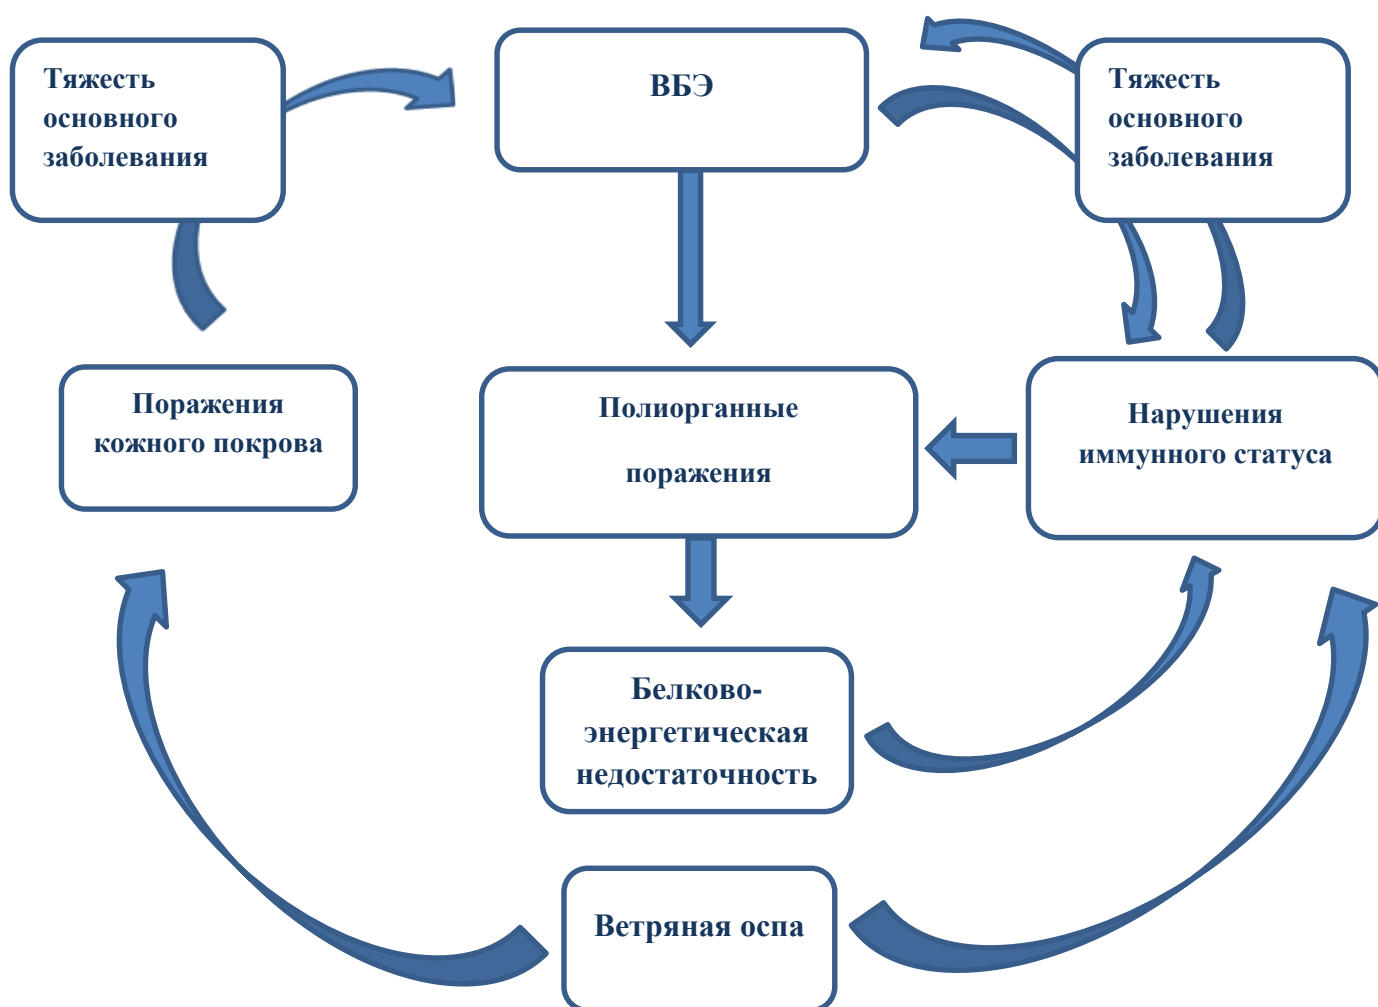 Тяжесть
основного
заболевания
ВБЭ
Тяжесть
основного
заболевания
Поражения
кожного покрова
Полиорганные
поражения
Нарушения
иммунного статуса
Белково-
энергетическая
недостаточность
Ветряная оспа